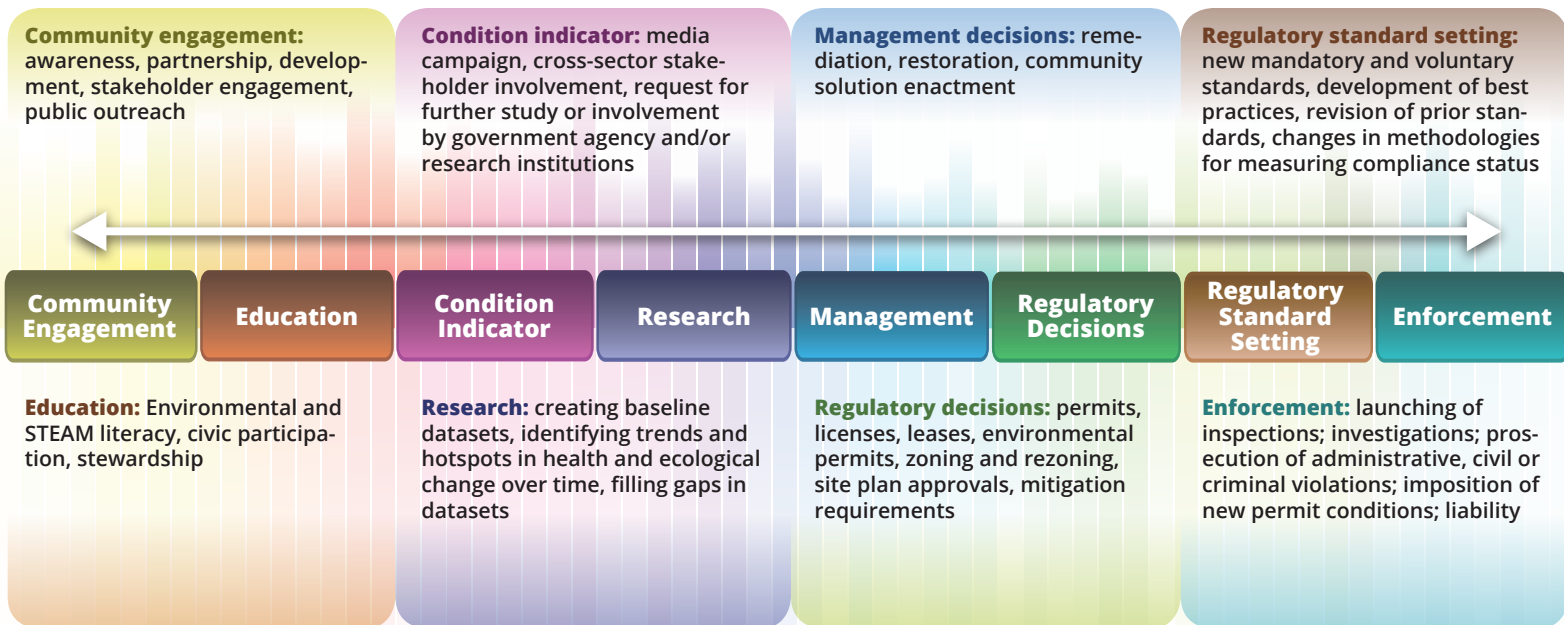 Community engagement:
awareness, partnership, develop-
ment, stakeholder engagement,
public outreach
Condition indicator: media
campaign, cross-sector stake-
holder involvement, request for
further study or involvement
by government agency and/or
research institutions
Management decisions: reme-
diation, restoration, community
solution enactment
Regulatory standard setting:
new mandatory and voluntary
standards, development of best
practices, revision of prior stan-
dards, changes in methodologies
for measuring compliance status
Community
Engagement
Education
Condition
Indicator
Research
Management
Regulatory
Decisions
Regulatory
Standard
Setting
Enforcement
Education: Environmental and
STEAM literacy, civic participa-
tion, stewardship
Research: creating baseline
datasets, identifying trends and
hotspots in health and ecological
change over time, filling gaps in
datasets
Regulatory decisions: permits,
licenses, leases, environmental
permits, zoning and rezoning,
site plan approvals, mitigation
requirements
Enforcement: launching of
inspections; investigations; pros-
ecution of administrative, civil or
criminal violations; imposition of
new permit conditions; liability